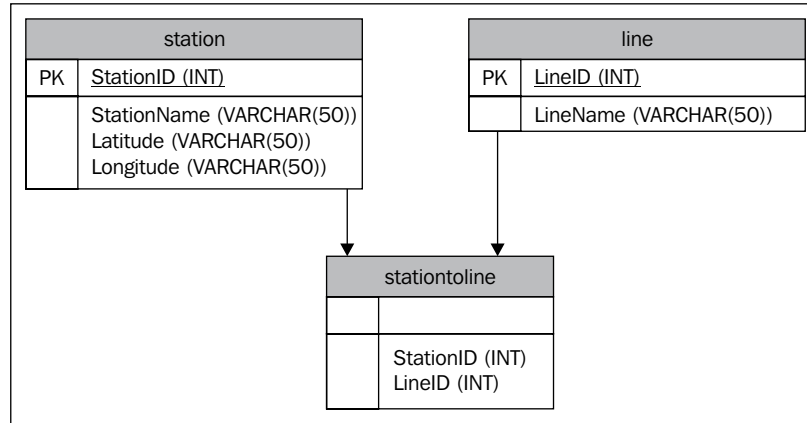 station
PK StationID (INT)
StationName (VARCHAR(50))
Latitude (VARCHAR(50))
Longitude (VARCHAR(50))
line
PK LineID (INT)
LineName (VARCHAR(50))
stationtoline
StationID (INT)
LineID (INT)